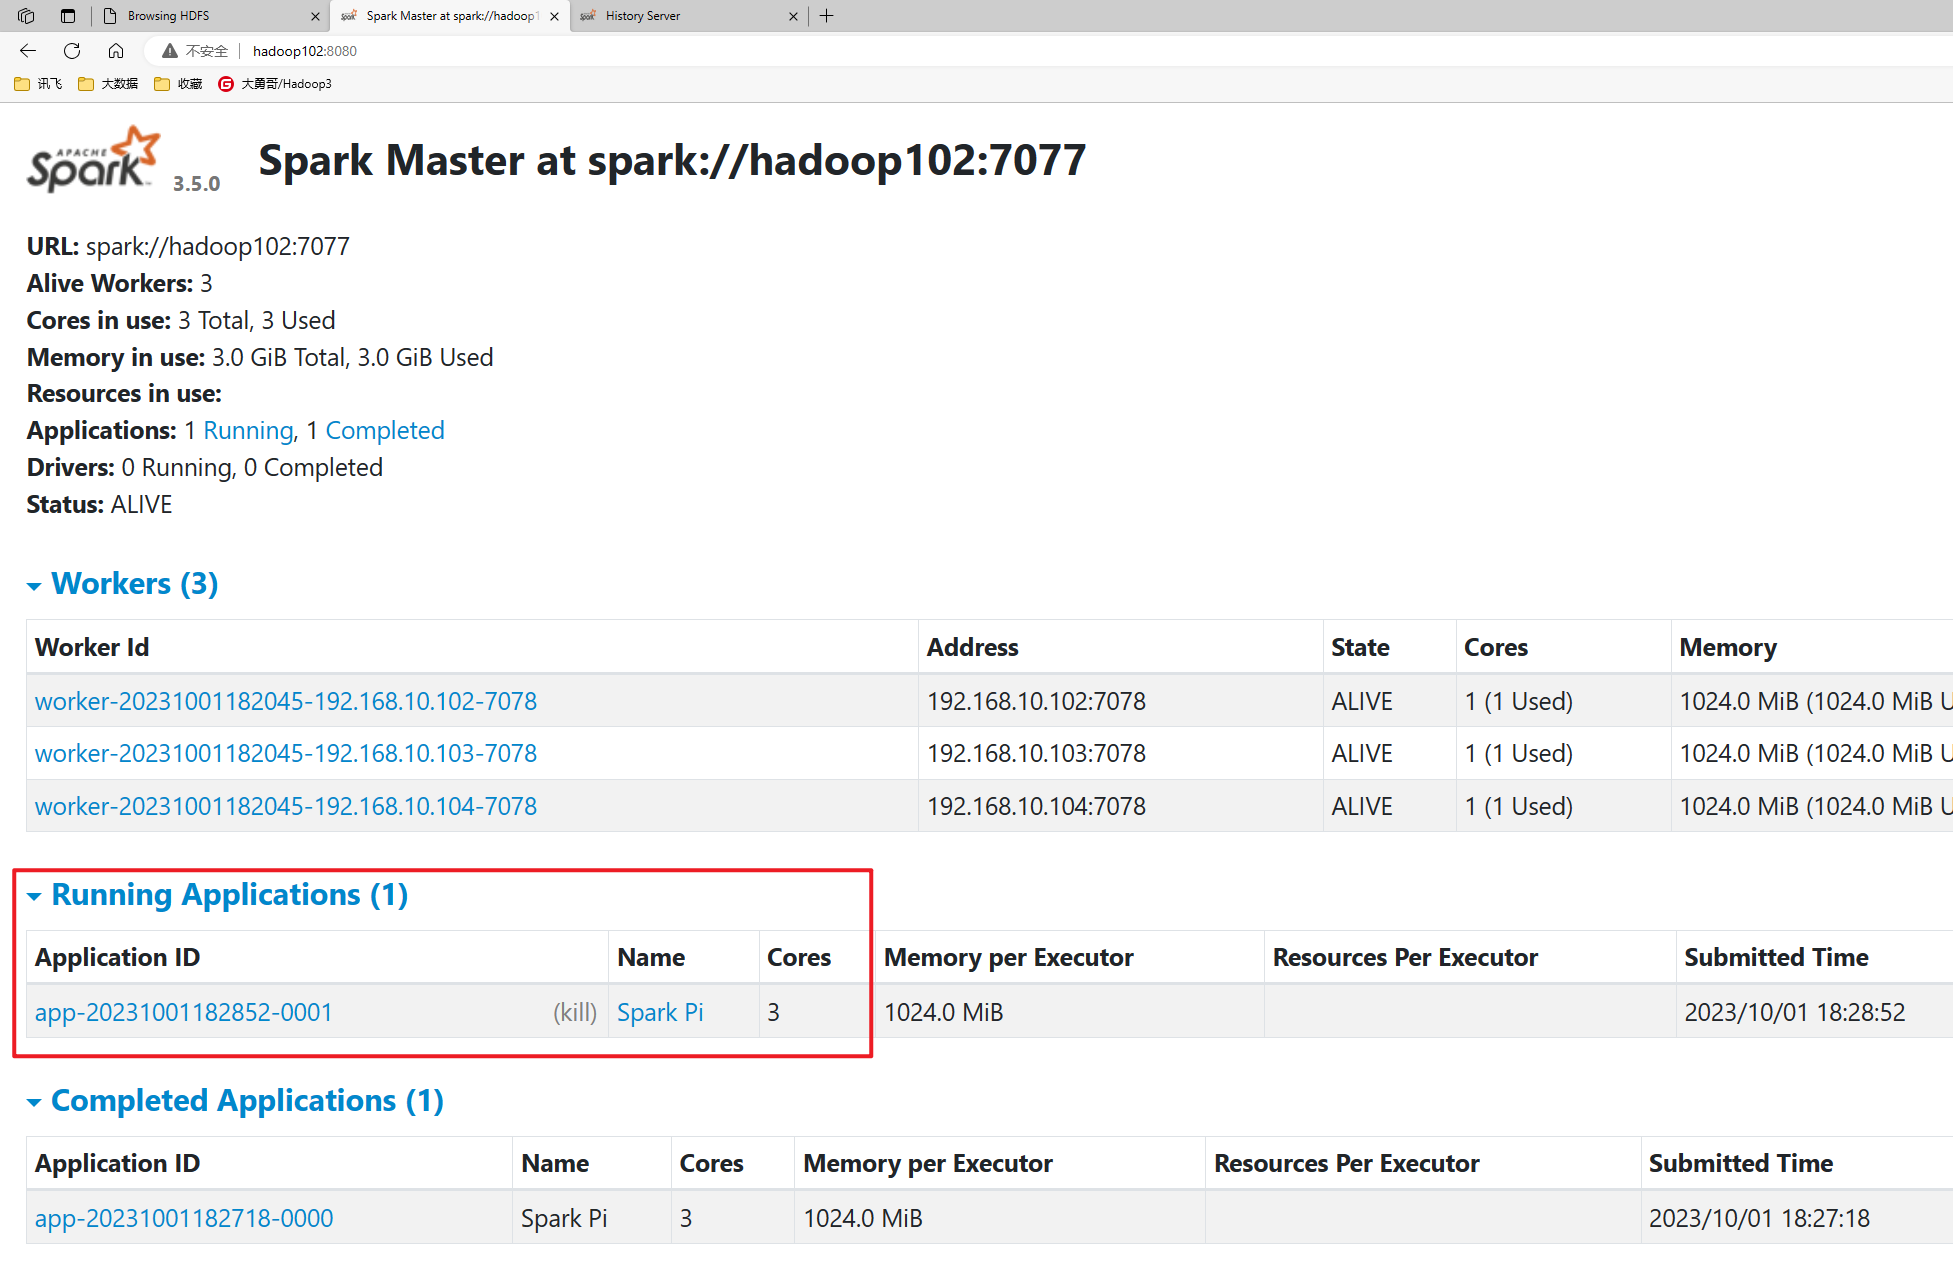 Browsing HDFS
Spark Master at spark://hadoop1
History Server
不安全 hadoop102:8080
讯飞 大数据 收藏 大勇哥/Hadoop3
APACHE Spark 3.5.0 Spark Master at spark://hadoop102:7077
URL: spark://hadoop102:7077
Alive Workers: 3
Cores in use: 3 Total, 3 Used
Memory in use: 3.0 GiB Total, 3.0 GiB Used
Resources in use:
Applications: 1 Running, 1 Completed
Drivers: 0 Running, 0 Completed
Status: ALIVE
Workers (3)
Worker Id Address State Cores Memory
worker-20231001182045-192.168.10.102-7078 192.168.10.102:7078 ALIVE 1 (1 Used) 1024.0 MiB (1024.0 MiB U
worker-20231001182045-192.168.10.103-7078 192.168.10.103:7078 ALIVE 1 (1 Used) 1024.0 MiB (1024.0 MiB U
worker-20231001182045-192.168.10.104-7078 192.168.10.104:7078 ALIVE 1 (1 Used) 1024.0 MiB (1024.0 MiB U
Running Applications (1)
Application ID Name Cores Memory per Executor Resources Per Executor Submitted Time
app-20231001182852-0001 (kill) Spark Pi 3 1024.0 MiB 2023/10/01 18:28:52
Completed Applications (1)
Application ID Name Cores Memory per Executor Resources Per Executor Submitted Time
app-20231001182718-0000 Spark Pi 3 1024.0 MiB 2023/10/01 18:27:18